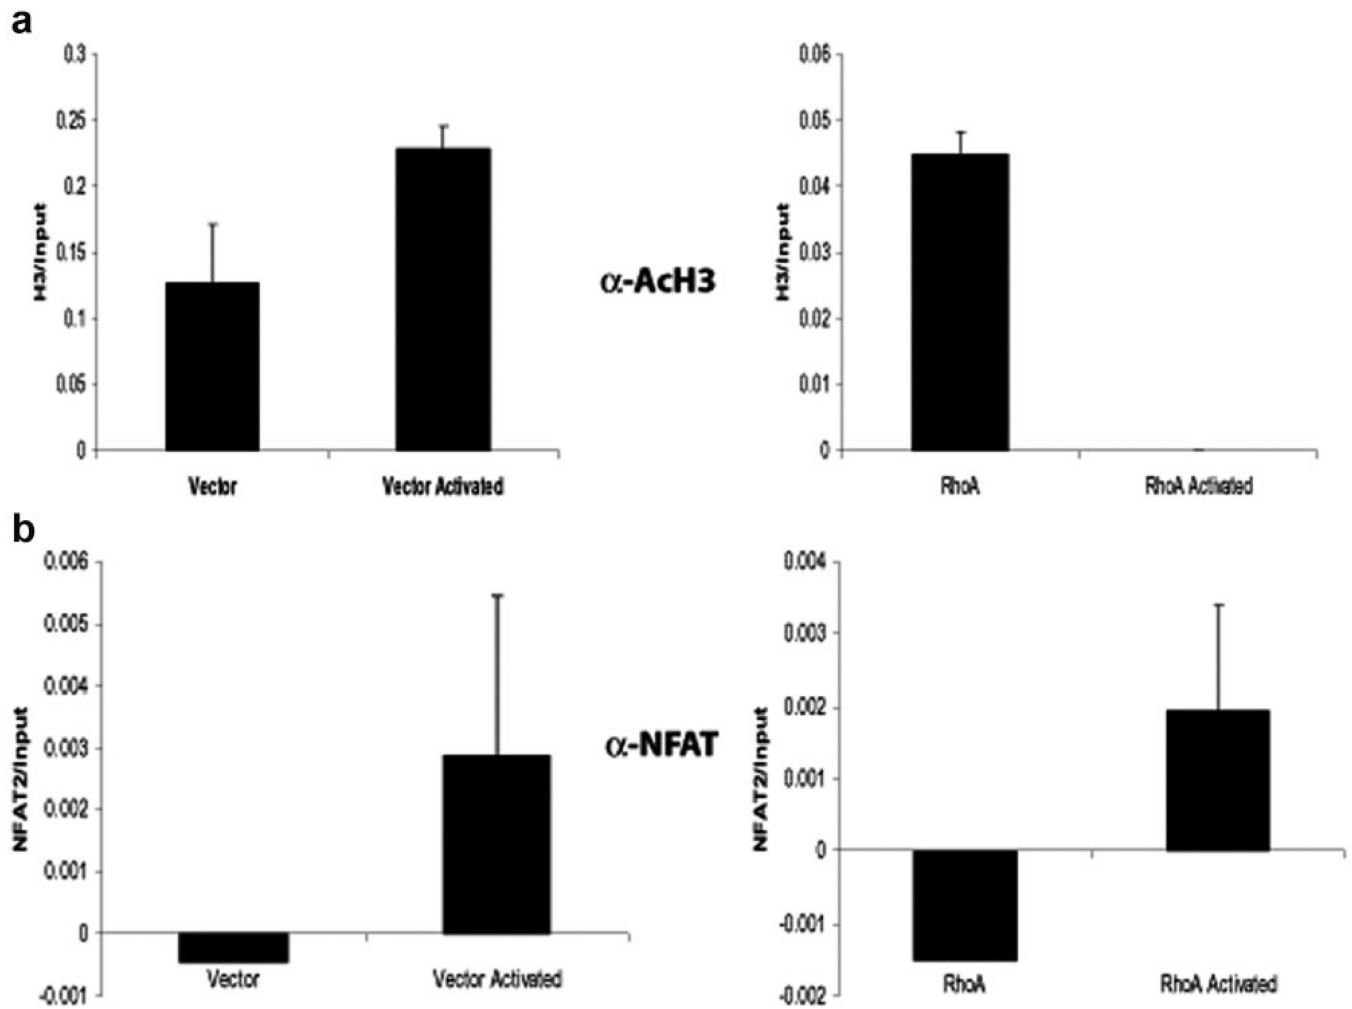 a
0.3
0.25
0.2
0.15
0.1
0.05
0
H3/Input
Vector
Vector Activated
α-AcH3
0.06
0.05
0.04
0.03
0.02
0.01
0
H3/Input
RhoA
RhoA Activated
b
0.006
0.005
0.004
0.003
0.002
0.001
0
-0.001
NFAT2/Input
Vector
Vector Activated
α-NFAT
0.004
0.003
0.002
0.001
0
-0.001
-0.002
NFAT2/Input
RhoA
RhoA Activated